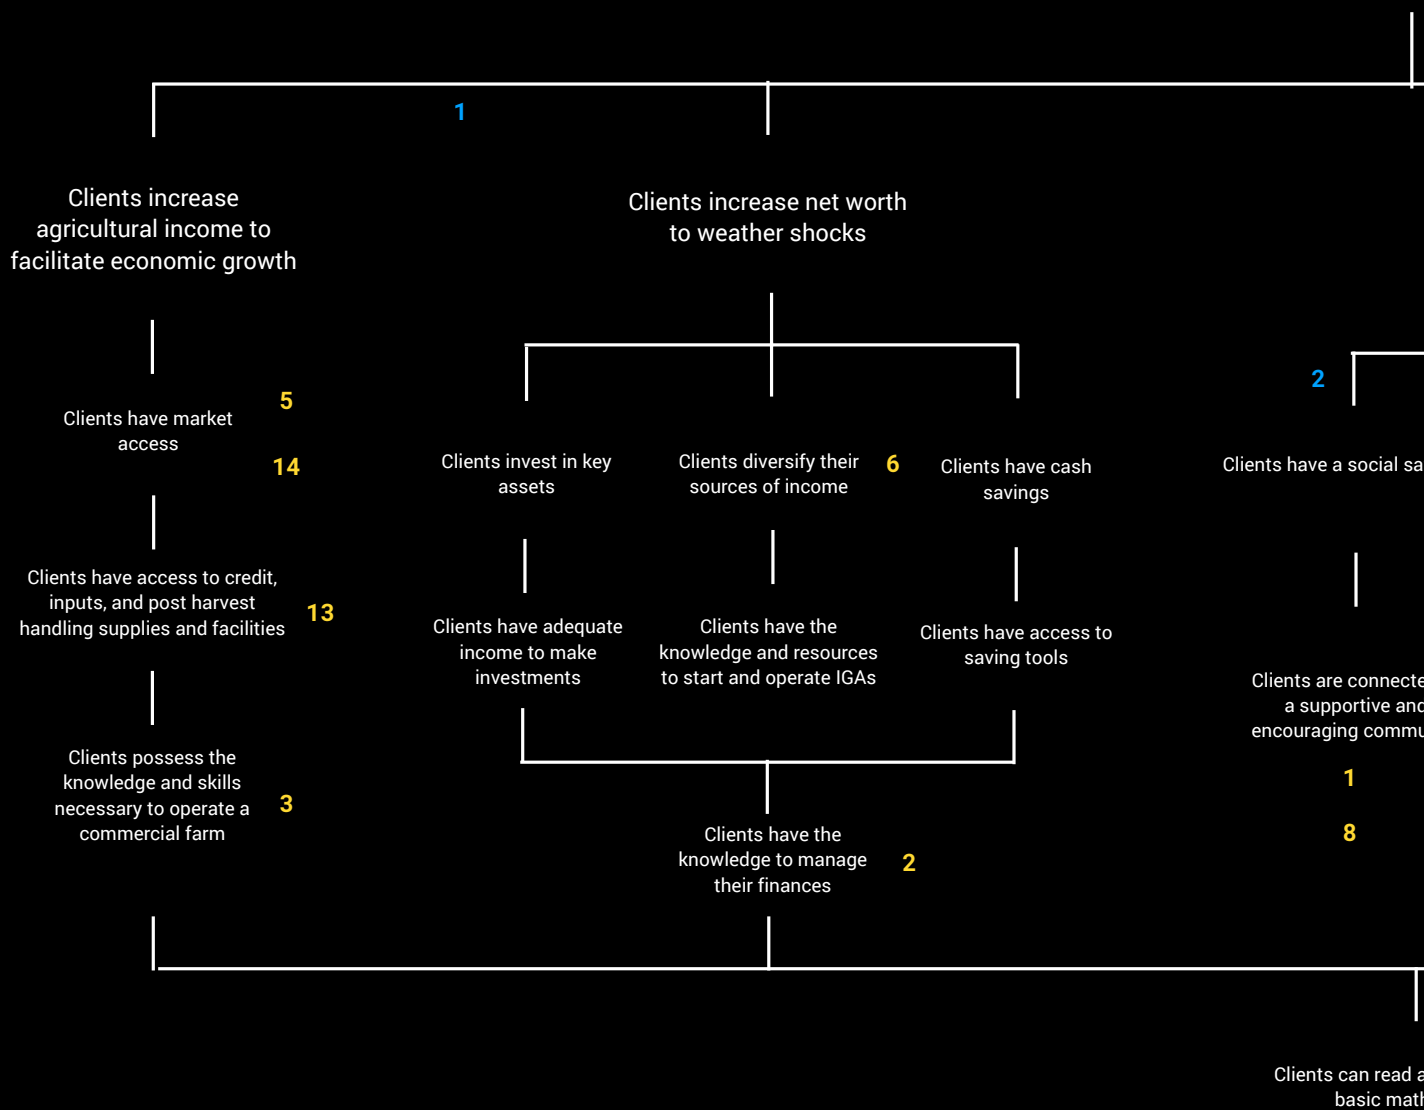 1
Clients increase
agricultural income to
facilitate economic growth
Clients increase net worth
to weather shocks
5
Clients have market
access
14
Clients invest in key
assets
Clients diversify their
sources of income
6
Clients have cash
savings
2
Clients have a social sa
Clients have access to credit,
inputs, and post harvest
handling supplies and facilities
13
Clients have adequate
income to make
investments
Clients have the
knowledge and resources
to start and operate IGAs
Clients have access to
saving tools
Clients are connecte
a supportive and
encouraging commu
1
8
Clients possess the
knowledge and skills
necessary to operate a
commercial farm
3
Clients have the
knowledge to manage
their finances
2
Clients can read a
basic math